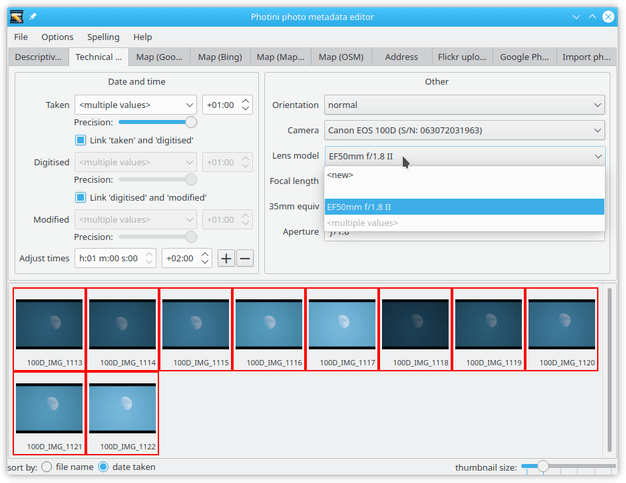 Photini photo metadata editor
File Options Spelling Help
Descriptiv... Technical ... Map (Goo... Map (Bing) Map (Map... Map (OSM) Address Flickr uplo... Google Ph... Import ph...
Date and time
Taken <multiple values> +01:00
Precision:
Link 'taken' and 'digitised'
Digitised <multiple values> +01:00
Precision:
Link 'digitised' and 'modified'
Modified <multiple values> +01:00
Precision:
Adjust times h:01 m:00 s:00 +02:00
Other
Orientation normal
Camera Canon EOS 100D (S/N: 063072031963)
Lens model EF50mm f/1.8 II
<new>
Focal length
35mm equiv EF50mm f/1.8 II
<multiple values>
Aperture
100D_IMG_1113 100D_IMG_1114 100D_IMG_1115 100D_IMG_1116 100D_IMG_1117 100D_IMG_1118 100D_IMG_1119 100D_IMG_1120
100D_IMG_1121 100D_IMG_1122
sort by: file name date taken thumbnail size: